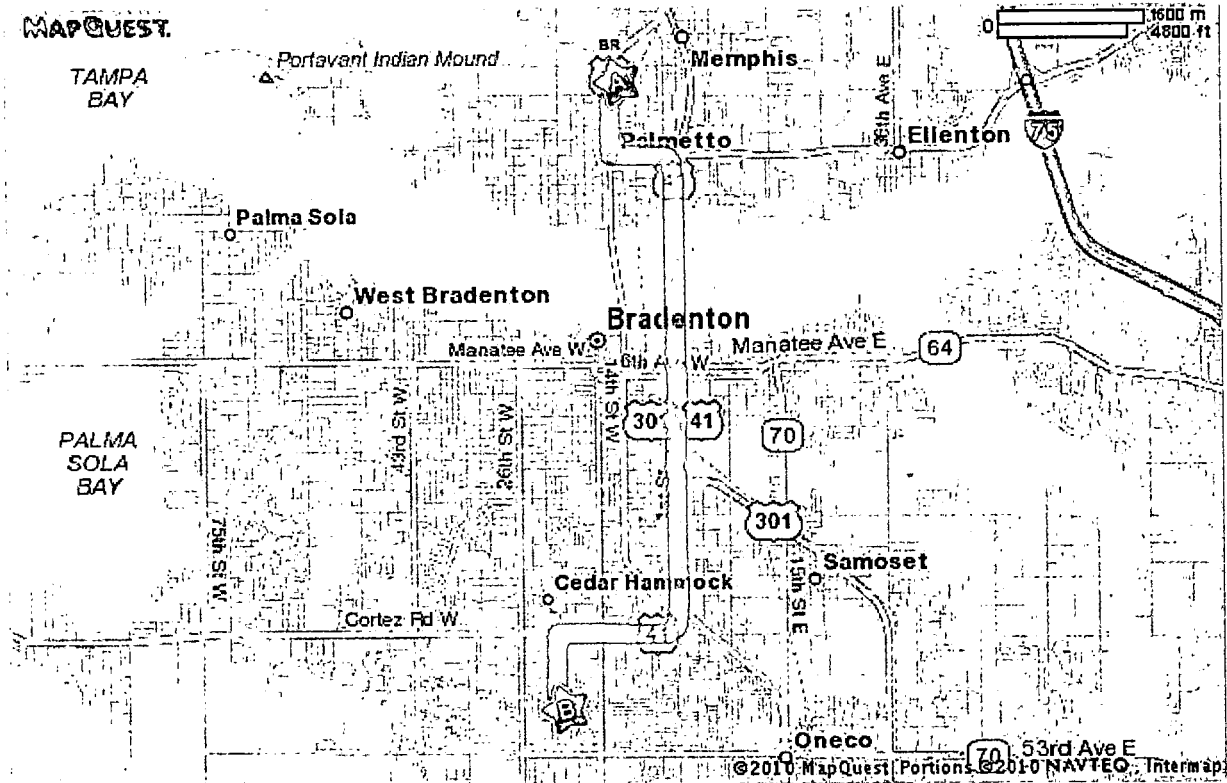 MAPQUEST.
1600 m
0
4800 ft
BR
Portavant Indian Mound
Memphis
TAMPA
BAY
A
36th Ave E
Palmetto
Ellenton
75
Palma Sola
West Bradenton
Bradenton
Manatee Ave W
6th A W
Manatee Ave E
64
14th St W
43rd St W
26th St W
301
41
70
PALMA
SOLA
BAY
301
75th St W
Cedar Hammock
Samoset
15th St E
Cortez Rd W
B
Oneco
70
53rd Ave E
©2010 MapQuest Portions ©2010 NAVTEQ, Intermap